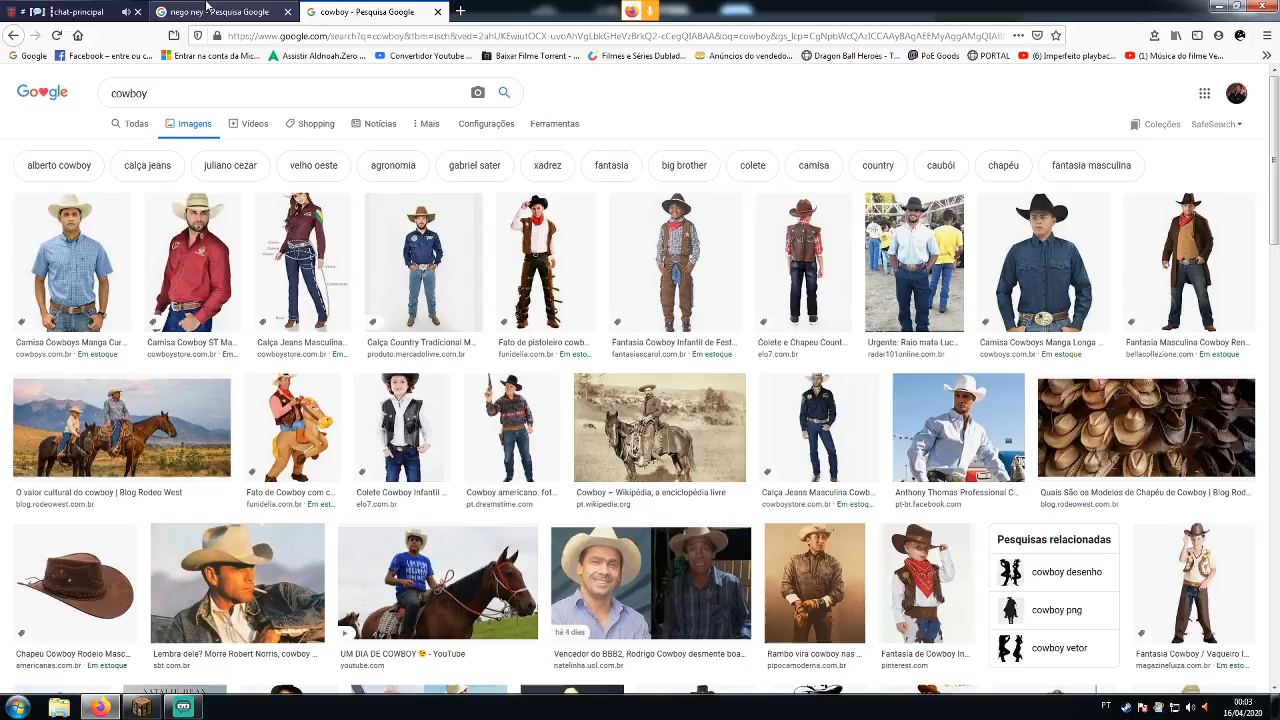 # | chat-principal
nego ney - Pesquisa Google
cowboy - Pesquisa Google
Google
Assistir Aldnoah.Zero ...
Convertidor Youtube ...
Baixar Filme Torrent - ...
Filmes e Séries Dublad...
Anúncios do vendedo...
Dragon Ball Heroes - T...
PoE Goods
PORTAL
(6) Imperfeito playbac...
(1) Música do filme Ve...
Google
cowboy
Todas
Imagens
Vídeos
Shopping
Notícias
Mais
Configurações
Ferramentas
Coleções
SafeSearch
alberto cowboy
calça jeans
juliano cezar
velho oeste
agronomia
gabriel sater
xadrez
fantasia
big brother
colete
camisa
country
caubói
chapéu
fantasia masculina
Camisa Cowboys Manga Cur...
cowboys.com.br · Em estoque
Camisa Cowboy ST Ma...
cowboystore.com.br · Em...
Calça Jeans Masculina...
cowboystore.com.br · Em...
Calça Country Tradicional M...
produto.mercadolivre.com.br
Fato de pistoleiro cowb...
funidelia.com.br · Em esto...
Fantasia Cowboy Infantil de Fest...
fantasiascarol.com.br · Em estoque
Colete e Chapeu Count...
elo7.com.br
Urgente: Raio mata Luc...
radar101online.com.br
Camisa Cowboys Manga Longa ...
cowboys.com.br · Em estoque
Fantasia Masculina Cowboy Ren...
bellacollezione.com · Em estoque
O valor cultural do cowboy | Blog Rodeo West
blog.rodeowest.com.br
Fato de Cowboy com c...
funidelia.com.br · Em est...
Colete Cowboy Infantil ...
elo7.com.br
Cowboy americano. fot...
pt.dreamstime.com
Cowboy – Wikipédia, a enciclopédia livre
pt.wikipedia.org
Calça Jeans Masculina Cowb...
cowboystore.com.br · Em estoq...
Anthony Thomas Professional C...
pt-br.facebook.com
Quais São os Modelos de Chapéu de Cowboy | Blog Rod...
blog.rodeowest.com.br
há 4 dias
Pesquisas relacionadas
cowboy desenho
cowboy png
cowboy vetor
Chapeu Cowboy Rodeio Masc...
americanas.com.br · Em estoque
Lembra dele? Morre Robert Norris, cowboy ...
sbt.com.br
UM DIA DE COWBOY 🤠 - YouTube
youtube.com
Vencedor do BBB2, Rodrigo Cowboy desmente boa...
natelinha.uol.com.br
Rambo vira cowboy nas ...
pipocamoderna.com.br
Fantasia de Cowboy In...
pinterest.com
Fantasia Cowboy / Vaqueiro I...
magazineluiza.com.br · Em esto...
PT
00:03
16/04/2020